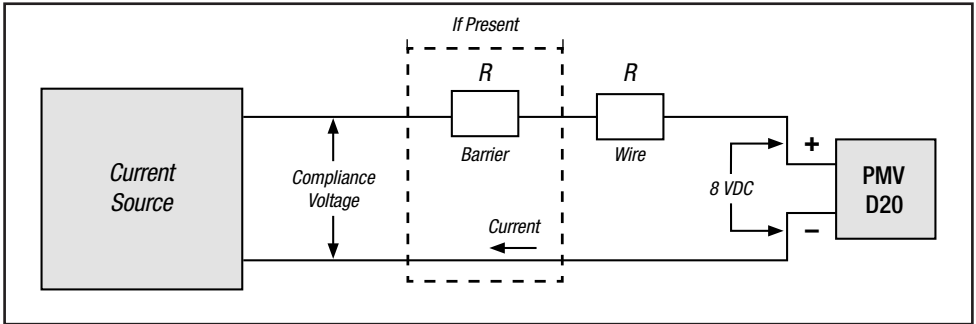 If Present
R
R
Barrier
Wire
Current
Source
Compliance
Voltage
8 VDC
+
PMV
D20
–
Current